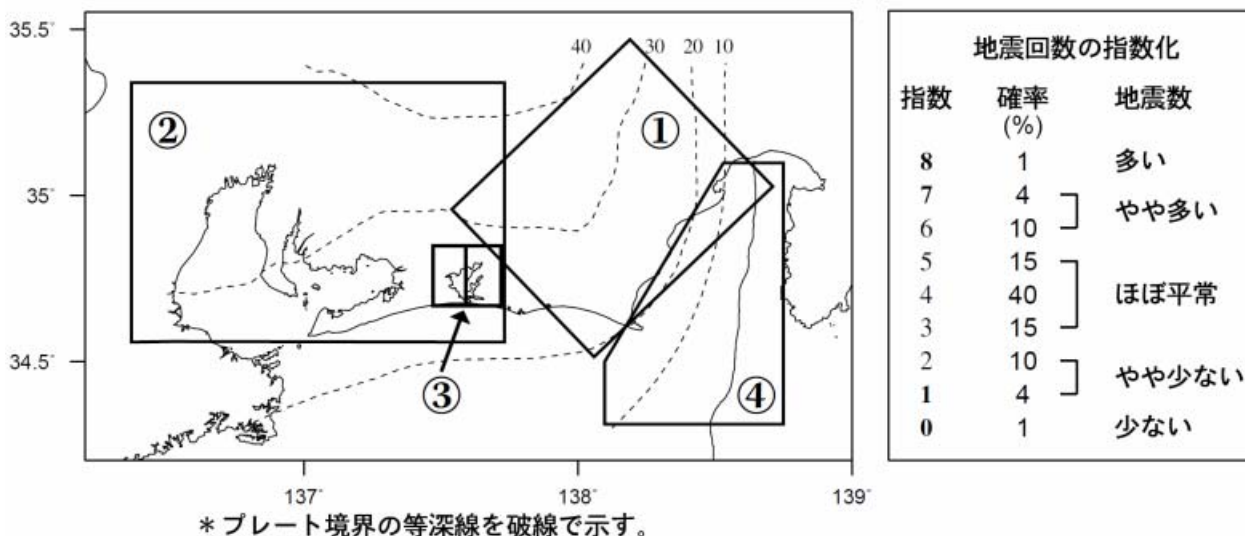 35.5°
35°
34.5°
137°
138°
139°
40 30 20 10
①
②
③
④
＊プレート境界の等深線を破線で示す。
地震回数の指数化
指数 確率 地震数
(%)
8 1 多い
7 4
やや多い
6 10
5 15
4 40 ほぼ平常
3 15
2 10
やや少ない
1 4
0 1 少ない